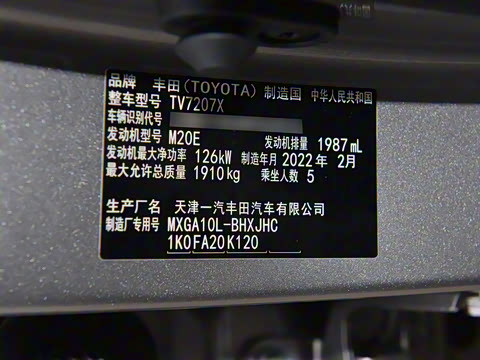 品牌 丰田(TOYOTA) 制造国 中华人民共和国
整车型号 TV7207X
车辆识别代号
发动机型号 M20E 发动机排量 1987 mL
发动机最大净功率 126kW 制造年月 2022 年 2月
最大允许总质量 1910 kg 乘坐人数 5
生产厂名 天津一汽丰田汽车有限公司
制造厂专用号 MXGA10L-BHXJHC
1K0FA20K120